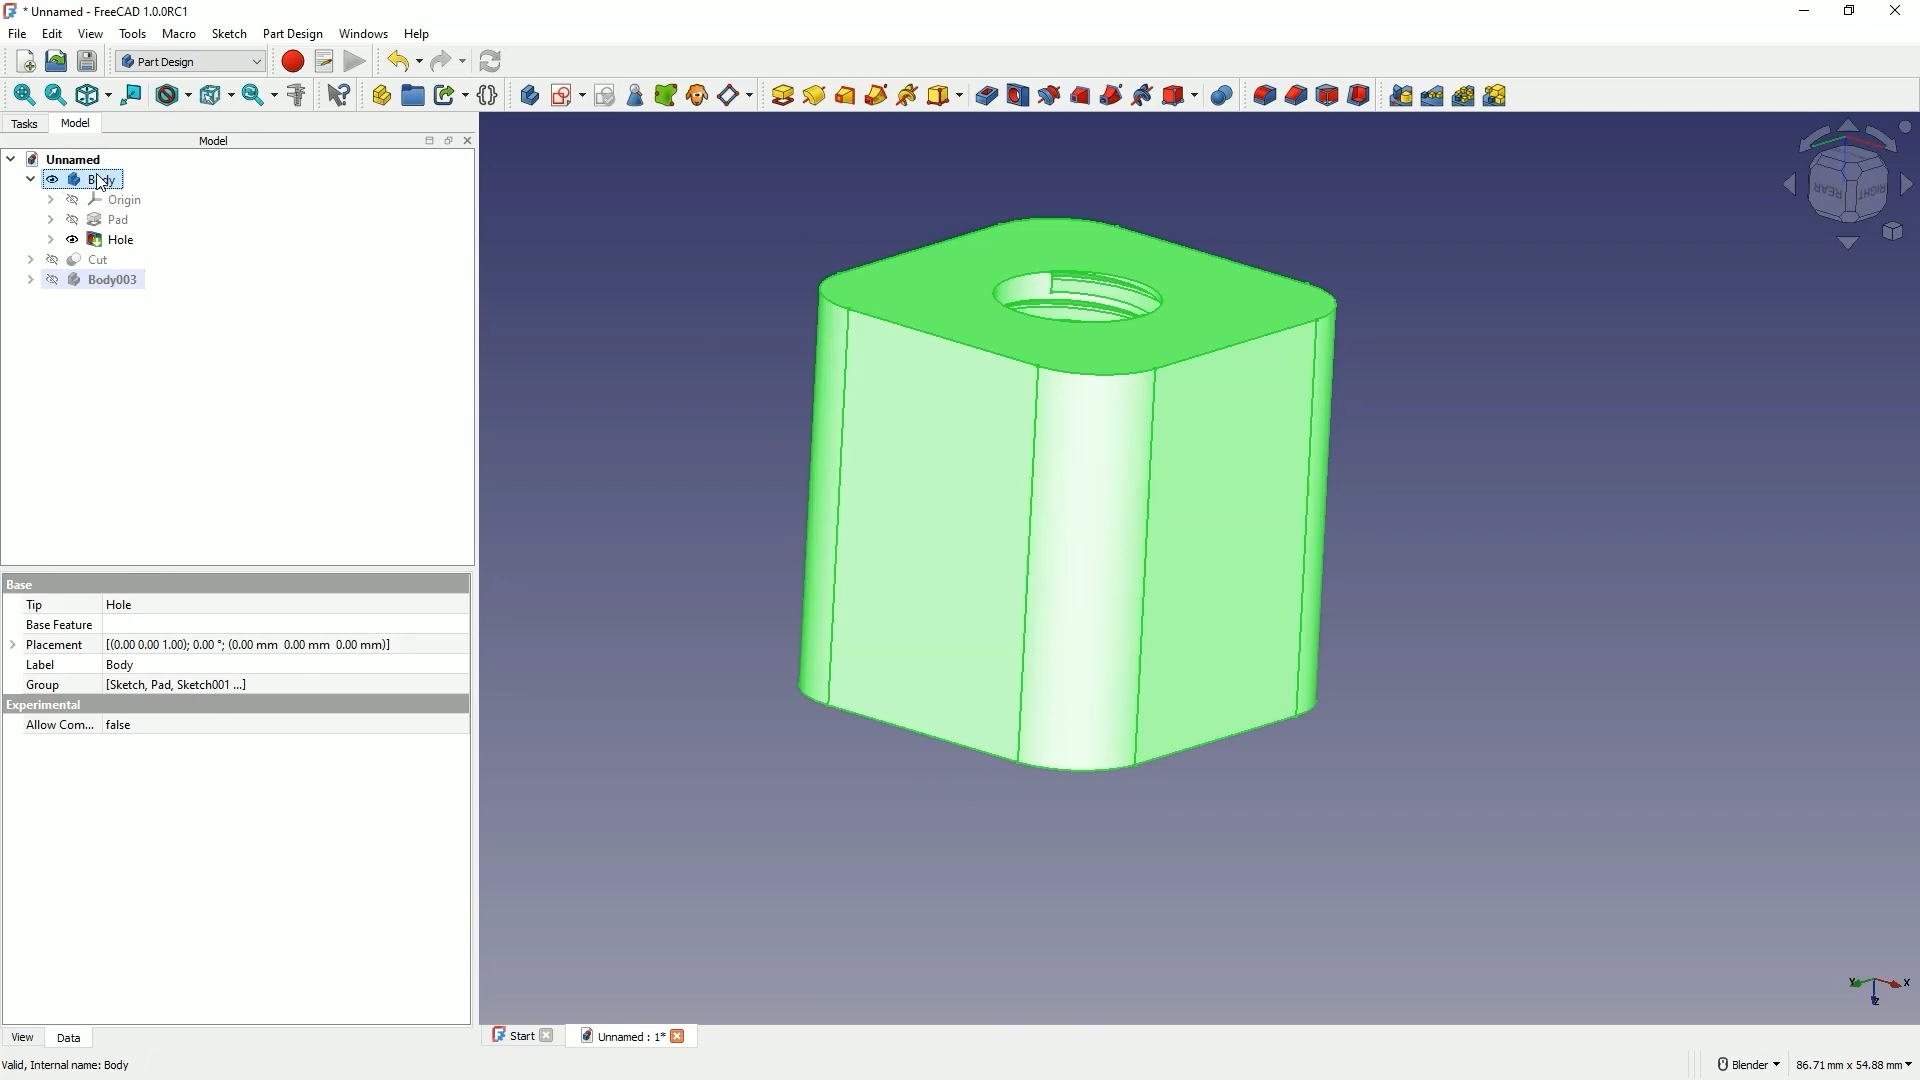 * Unnamed - FreeCAD 1.0.0RC1
File Edit View Tools Macro Sketch Part Design Windows Help
Part Design
Tasks Model
Model
Unnamed
Body
Origin
Pad
Hole
Cut
Body003
REAR RIGHT
Base
Tip Hole
Base Feature
Placement [(0.00 0.00 1.00); 0.00 °; (0.00 mm  0.00 mm  0.00 mm)]
Label Body
Group [Sketch, Pad, Sketch001 ...]
Experimental
Allow Com... false
Y X
Z
View Data
Start Unnamed : 1*
Valid, Internal name: Body
Blender 86.71 mm x 54.88 mm